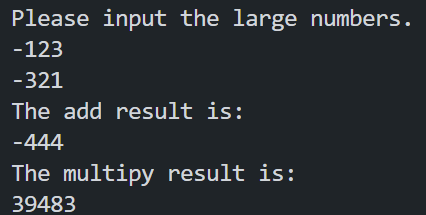 Please input the large numbers.
-123
-321
The add result is:
-444
The multipy result is:
39483